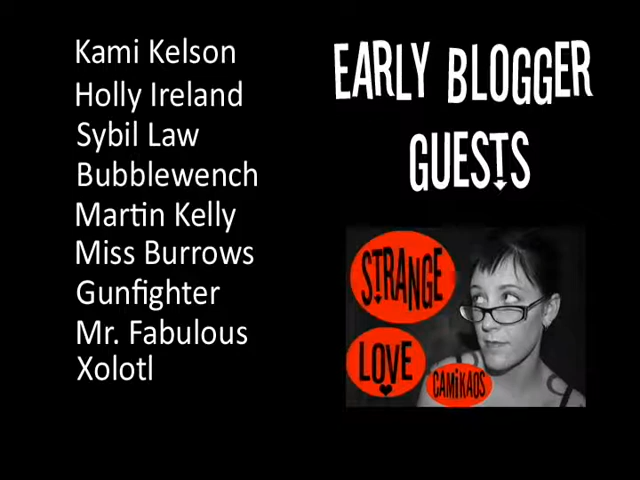 Kami Kelson
Holly Ireland
Sybil Law
Bubblewench
Martin Kelly
Miss Burrows
Gunfighter
Mr. Fabulous
Xolotl
EARLY BLOGGER
GUESTS
STRANGE
LOVE
CAMiKAOS